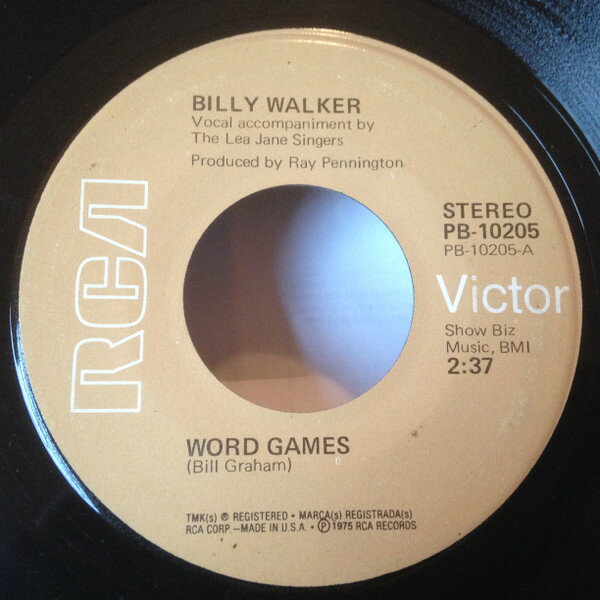 BILLY WALKER
Vocal accompaniment by
The Lea Jane Singers
Produced by Ray Pennington
RCA
STEREO
PB-10205
PB-10205-A
Victor
Show Biz
Music, BMI
2:37
WORD GAMES
(Bill Graham)
TMK(s) ® REGISTERED • MARCA(s) REGISTRADA(s)
RCA CORP.—MADE IN U.S.A. • ℗ 1975 RCA RECORDS